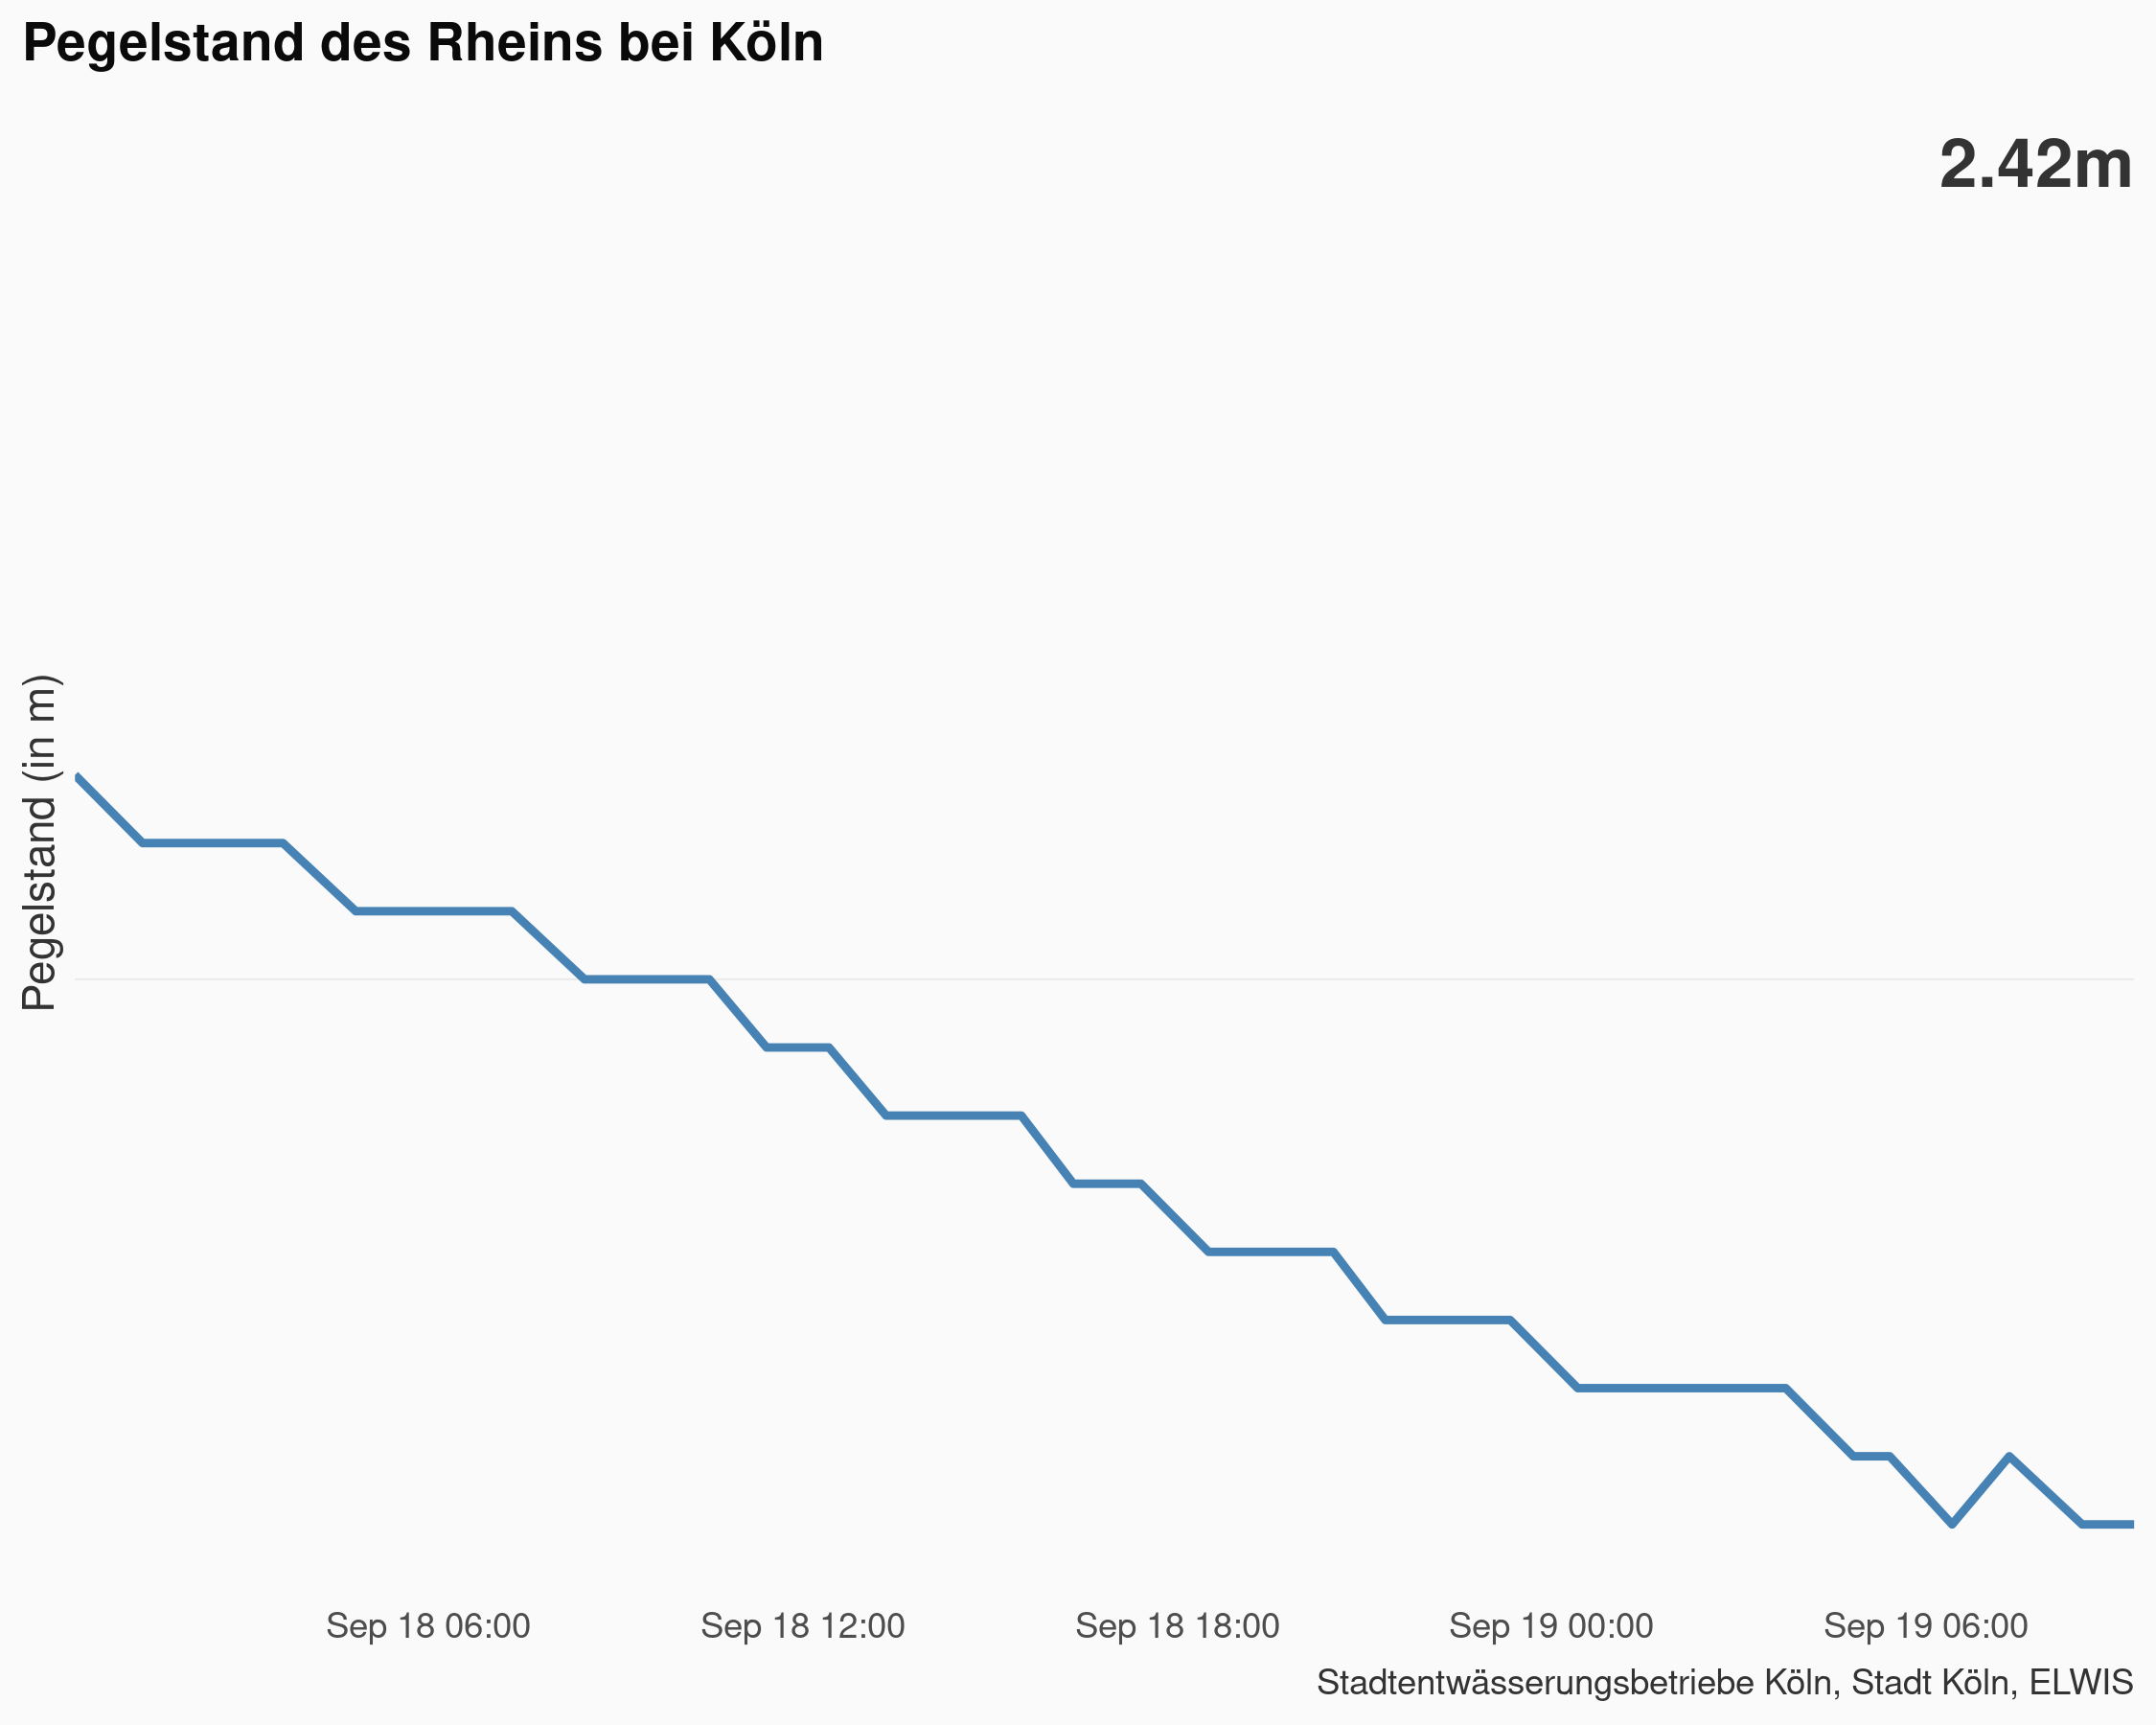 Pegelstand des Rheins bei Köln
2.42m
Pegelstand (in m)
Sep 18 06:00
Sep 18 12:00
Sep 18 18:00
Sep 19 00:00
Sep 19 06:00
Stadtentwässerungsbetriebe Köln, Stadt Köln, ELWIS